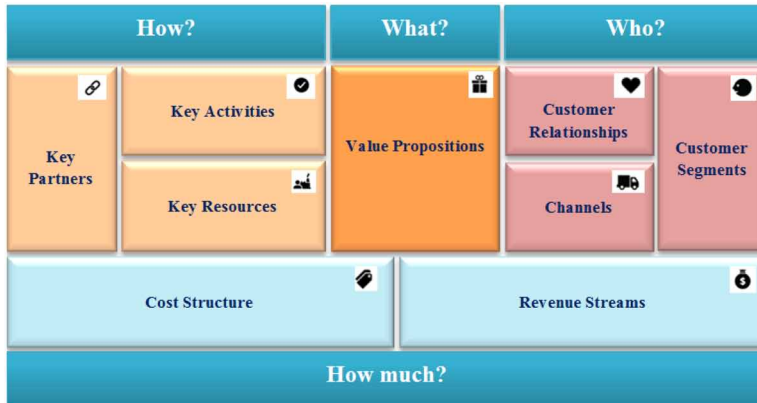 How?
What?
Who?
Key
Partners
Key Activities
Key Resources
Value Propositions
Customer
Relationships
Channels
Customer
Segments
Cost Structure
Revenue Streams
How much?